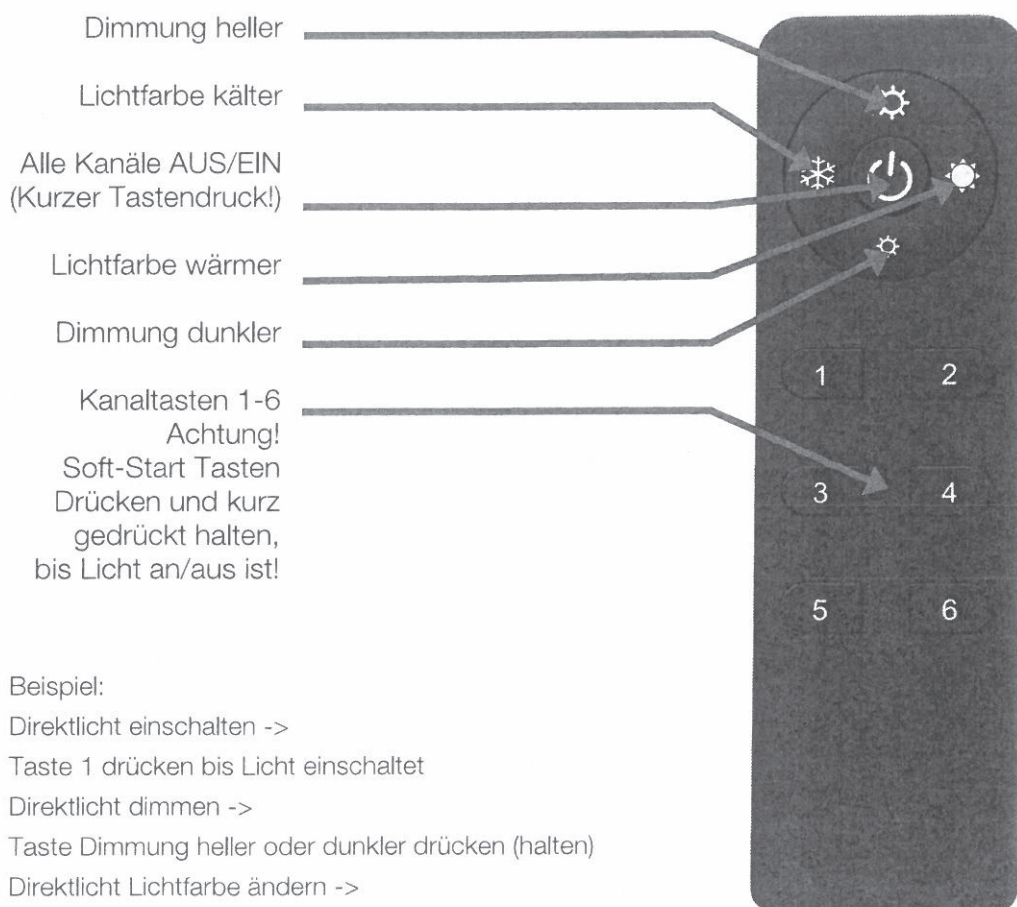 Dimmung heller
Lichtfarbe kälter
Alle Kanäle AUS/EIN
(Kurzer Tastendruck!)
Lichtfarbe wärmer
Dimmung dunkler
Kanaltasten 1-6
Achtung!
Soft-Start Tasten
Drücken und kurz
gedrückt halten,
bis Licht an/aus ist!
1 2
3 4
5 6
Beispiel:
Direktlicht einschalten ->
Taste 1 drücken bis Licht einschaltet
Direktlicht dimmen ->
Taste Dimmung heller oder dunkler drücken (halten)
Direktlicht Lichtfarbe ändern ->